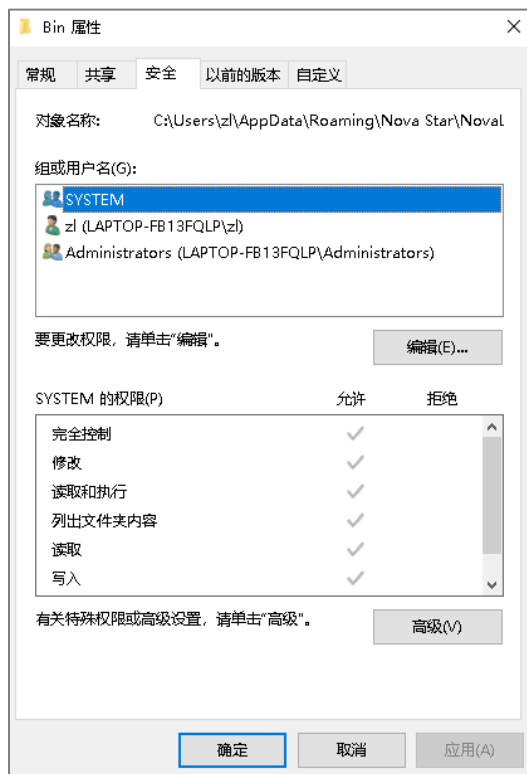 Bin 属性
常规 共享 安全 以前的版本 自定义
对象名称: C:\Users\zl\AppData\Roaming\Nova Star\NovaL
组或用户名(G):
SYSTEM
zl (LAPTOP-FB13FQLP\zl)
Administrators (LAPTOP-FB13FQLP\Administrators)
要更改权限，请单击"编辑"。 编辑(E)...
SYSTEM 的权限(P) 允许 拒绝
完全控制
修改
读取和执行
列出文件夹内容
读取
写入
有关特殊权限或高级设置，请单击"高级"。 高级(V)
确定 取消 应用(A)